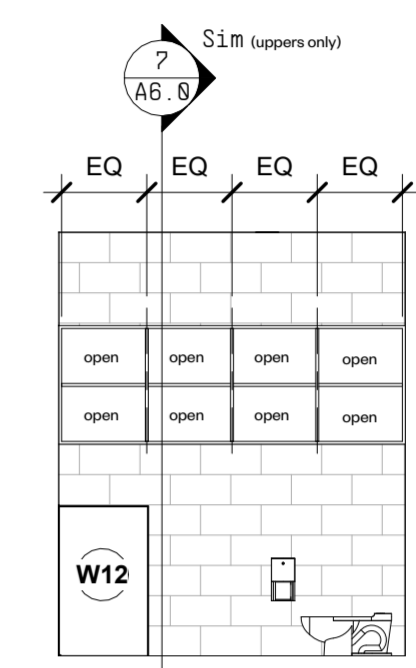 Sim (uppers only)
7
A6.0
EQ EQ EQ EQ
open open open open
open open open open
W12